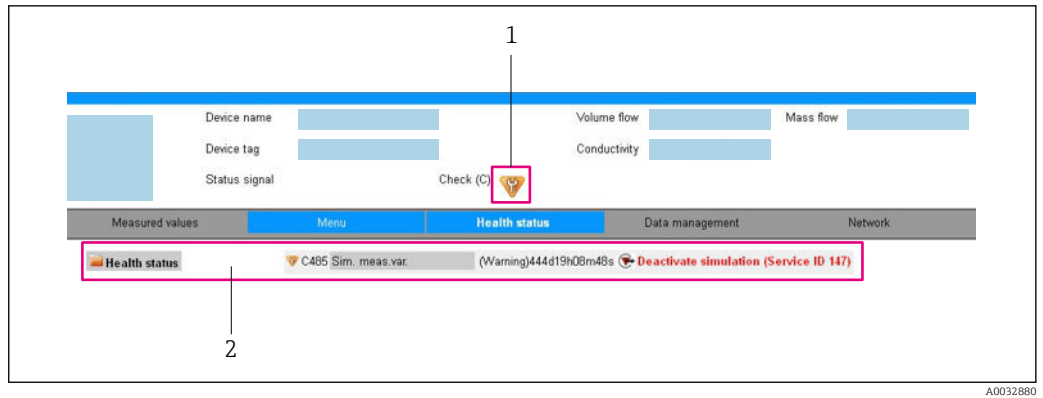 1
Device name Volume flow Mass flow
Device tag Conductivity
Status signal Check (C)
Measured values Menu Health status Data management Network
Health status C485 Sim. meas.var. (Warning)444d19h08m48s Deactivate simulation (Service ID 147)
2
A0032880